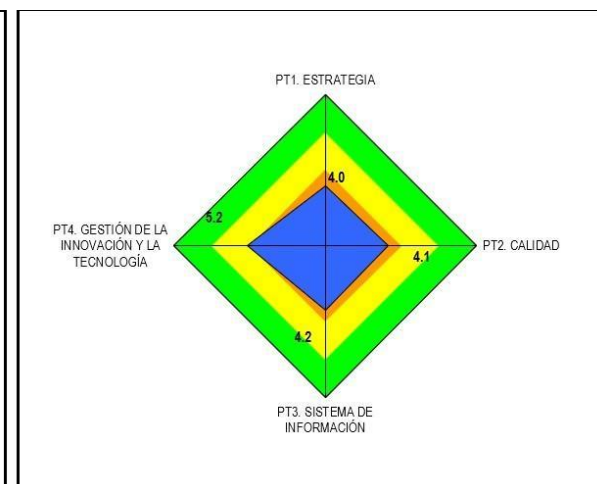 PT1. ESTRATEGIA
4.0
5.2
PT4. GESTIÓN DE LA
INNOVACIÓN Y LA
TECNOLOGÍA
PT2. CALIDAD
4.1
4.2
PT3. SISTEMA DE
INFORMACIÓN